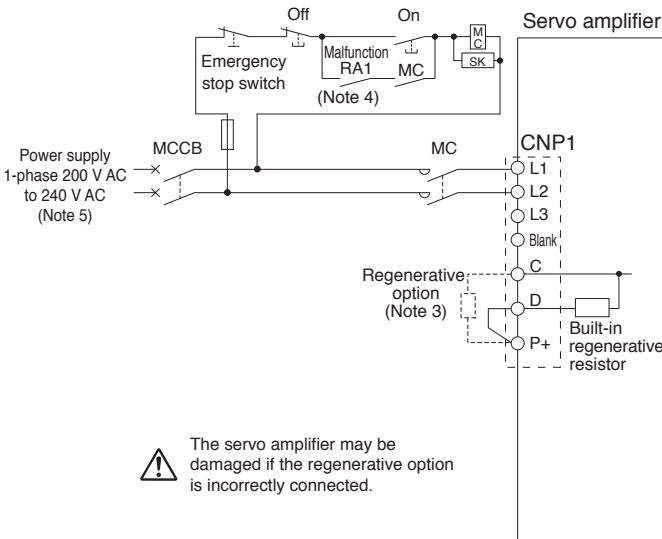 Off
On
Servo amplifier
Emergency
stop switch
Malfunction
RA1
MC
(Note 4)
M
C
SK
Power supply
1-phase 200 V AC
to 240 V AC
(Note 5)
MCCB
MC
CNP1
L1
L2
L3
Blank
C
D
P+
Regenerative
option
(Note 3)
Built-in
regenerative
resistor
The servo amplifier may be
damaged if the regenerative option
is incorrectly connected.